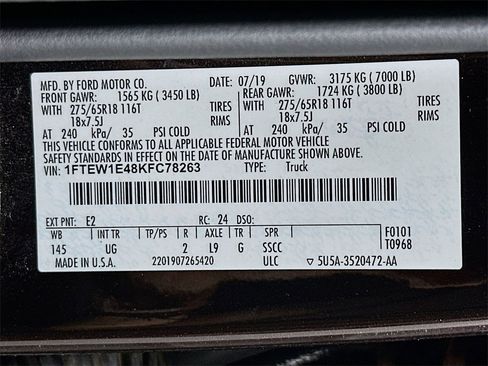 MFD. BY FORD MOTOR CO. DATE: 07/19 GVWR: 3175 KG ( 7000 LB)
FRONT GAWR: 1565 KG ( 3450 LB) REAR GAWR: 1724 KG ( 3800 LB)
WITH 275/65R18 116T TIRES WITH 275/65R18 116T TIRES
18x7.5J RIMS 18x7.5J RIMS
AT 240 kPa/ 35 PSI COLD AT 240 kPa/ 35 PSI COLD
THIS VEHICLE CONFORMS TO ALL APPLICABLE FEDERAL MOTOR VEHICLE
SAFETY STANDARDS IN EFFECT ON THE DATE OF MANUFACTURE SHOWN ABOVE.
VIN: 1FTEW1E48KFC78263 TYPE: Truck
EXT PNT: E2 RC: 24 DSO:
WB INT TR TP/PS R AXLE TR SPR F0101
145 UG 2 L9 G SSCC T0968
MADE IN U.S.A. 2201907265420 ULC ▽ 5U5A-3520472-AA